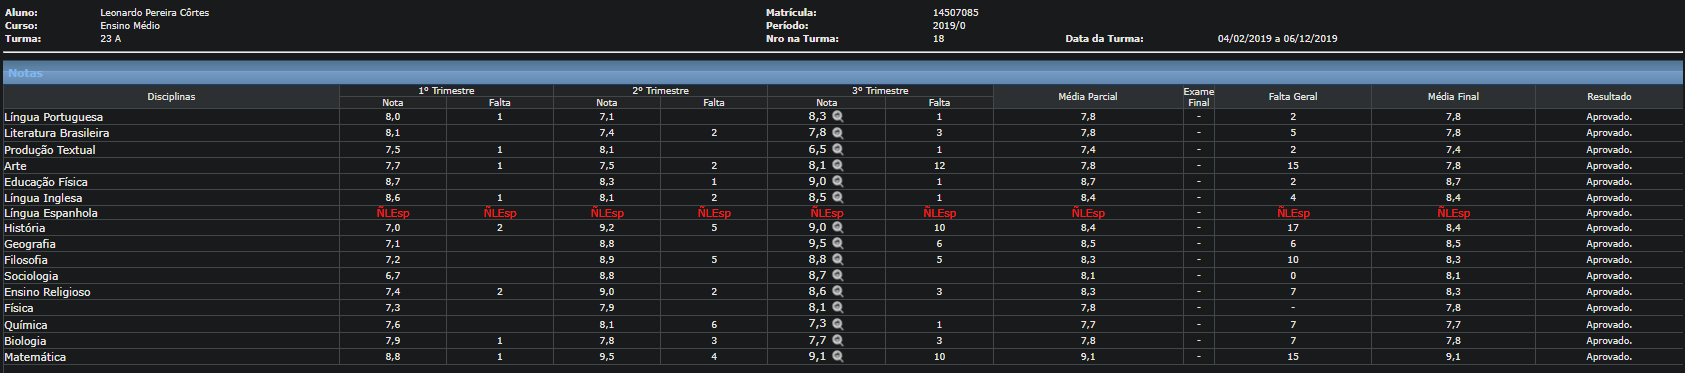 Aluno: Leonardo Pereira Côrtes Matrícula: 14507085
Curso: Ensino Médio Período: 2019/0
Turma: 23 A Nro na Turma: 18 Data da Turma: 04/02/2019 a 06/12/2019
Notas
Disciplinas 1º Trimestre 2º Trimestre 3º Trimestre Média Parcial Exame Final Falta Geral Média Final Resultado
Nota Falta Nota Falta Nota Falta
Língua Portuguesa 8,0 1 7,1 8,3 1 7,8 - 2 7,8 Aprovado.
Literatura Brasileira 8,1 7,4 2 7,8 3 7,8 - 5 7,8 Aprovado.
Produção Textual 7,5 1 8,1 6,5 1 7,4 - 2 7,4 Aprovado.
Arte 7,7 1 7,5 2 8,1 12 7,8 - 15 7,8 Aprovado.
Educação Física 8,7 8,3 1 9,0 1 8,7 - 2 8,7 Aprovado.
Língua Inglesa 8,6 1 8,1 2 8,5 1 8,4 - 4 8,4 Aprovado.
Língua Espanhola ÑLEsp ÑLEsp ÑLEsp ÑLEsp ÑLEsp ÑLEsp ÑLEsp - ÑLEsp ÑLEsp Aprovado.
História 7,0 2 9,2 5 9,0 10 8,4 - 17 8,4 Aprovado.
Geografia 7,1 8,8 9,5 6 8,5 - 6 8,5 Aprovado.
Filosofia 7,2 8,9 5 8,8 5 8,3 - 10 8,3 Aprovado.
Sociologia 6,7 8,8 8,7 8,1 - 0 8,1 Aprovado.
Ensino Religioso 7,4 2 9,0 2 8,6 3 8,3 - 7 8,3 Aprovado.
Física 7,3 7,9 8,1 7,8 - - 7,8 Aprovado.
Química 7,6 8,1 6 7,3 1 7,7 - 7 7,7 Aprovado.
Biologia 7,9 1 7,8 3 7,7 3 7,8 - 7 7,8 Aprovado.
Matemática 8,8 1 9,5 4 9,1 10 9,1 - 15 9,1 Aprovado.